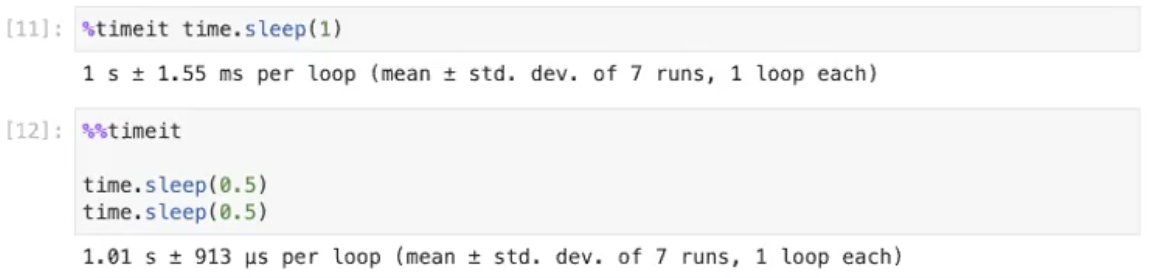 [11]: %timeit time.sleep(1)
1 s ± 1.55 ms per loop (mean ± std. dev. of 7 runs, 1 loop each)
[12]: %%timeit
time.sleep(0.5)
time.sleep(0.5)
1.01 s ± 913 μs per loop (mean ± std. dev. of 7 runs, 1 loop each)